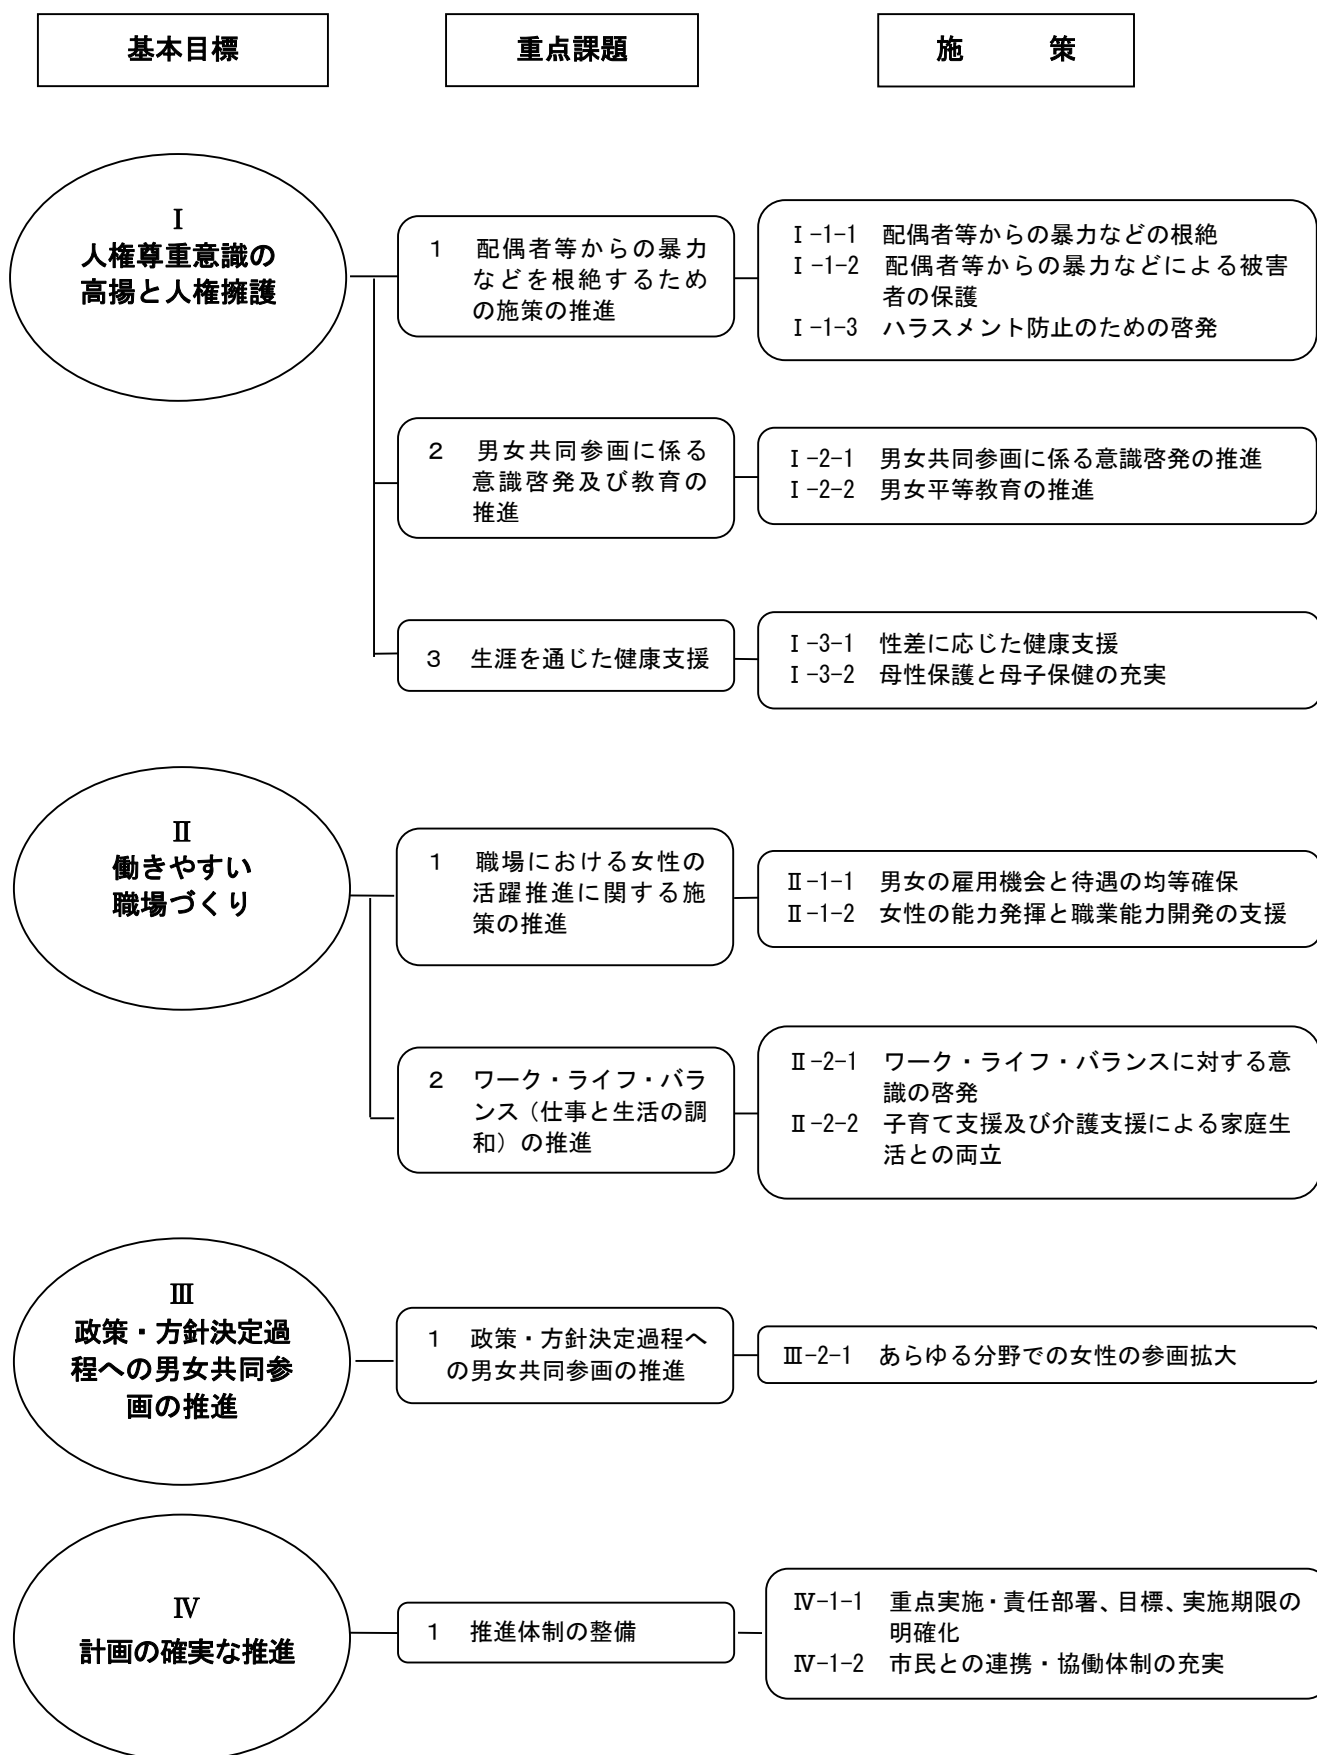 基本目標
重点課題
施　　策
Ⅰ
人権尊重意識の
高揚と人権擁護
１　配偶者等からの暴力
などを根絶するため
の施策の推進
Ⅰ-1-1　配偶者等からの暴力などの根絶
Ⅰ-1-2　配偶者等からの暴力などによる被害
者の保護
Ⅰ-1-3　ハラスメント防止のための啓発
２　男女共同参画に係る
意識啓発及び教育の
推進
Ⅰ-2-1　男女共同参画に係る意識啓発の推進
Ⅰ-2-2　男女平等教育の推進
３　生涯を通じた健康支援
Ⅰ-3-1　性差に応じた健康支援
Ⅰ-3-2　母性保護と母子保健の充実
Ⅱ
働きやすい
職場づくり
１　職場における女性の
活躍推進に関する施
策の推進
Ⅱ-1-1　男女の雇用機会と待遇の均等確保
Ⅱ-1-2　女性の能力発揮と職業能力開発の支援
２　ワーク・ライフ・バラ
ンス（仕事と生活の調
和）の推進
Ⅱ-2-1　ワーク・ライフ・バランスに対する意
識の啓発
Ⅱ-2-2　子育て支援及び介護支援による家庭生
活との両立
Ⅲ
政策・方針決定過
程への男女共同参
画の推進
１　政策・方針決定過程へ
の男女共同参画の推進
Ⅲ-2-1　あらゆる分野での女性の参画拡大
Ⅳ
計画の確実な推進
１　推進体制の整備
Ⅳ-1-1　重点実施・責任部署、目標、実施期限の
明確化
Ⅳ-1-2　市民との連携・協働体制の充実